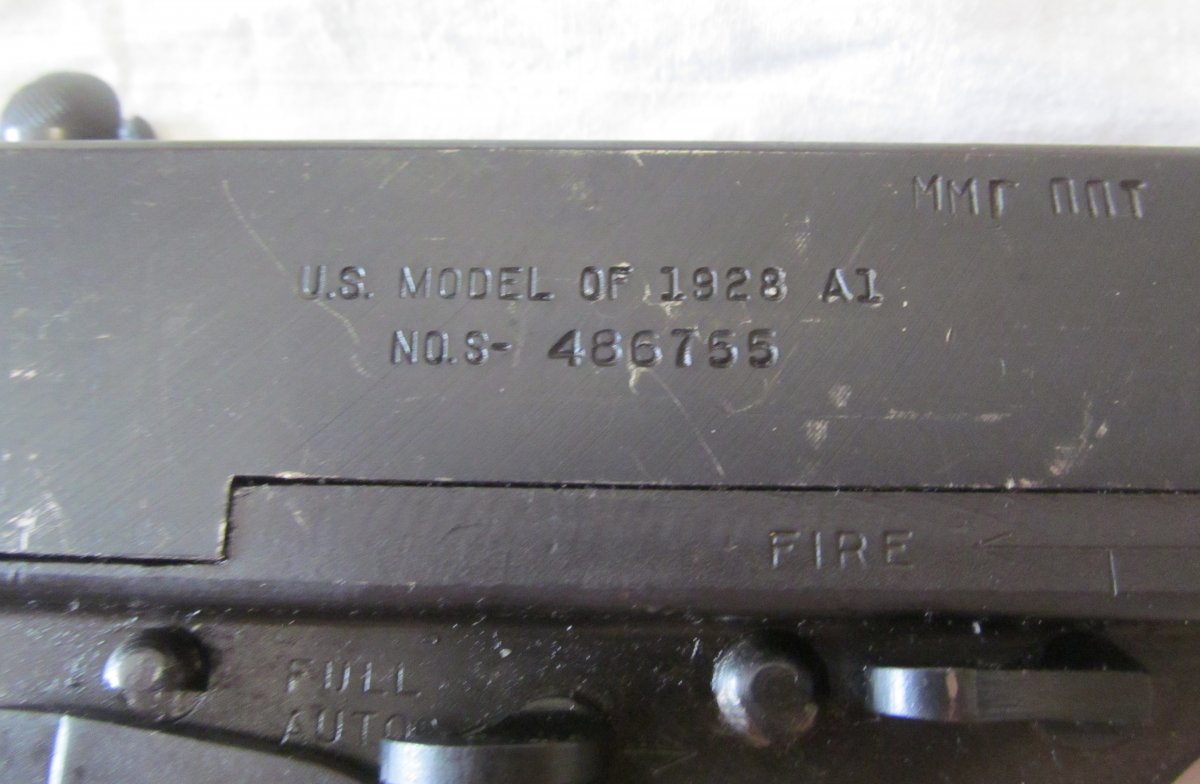 ММГ ППТ
U.S. MODEL OF 1928 A1
NO.S- 486755
FIRE
FULL
AUTO